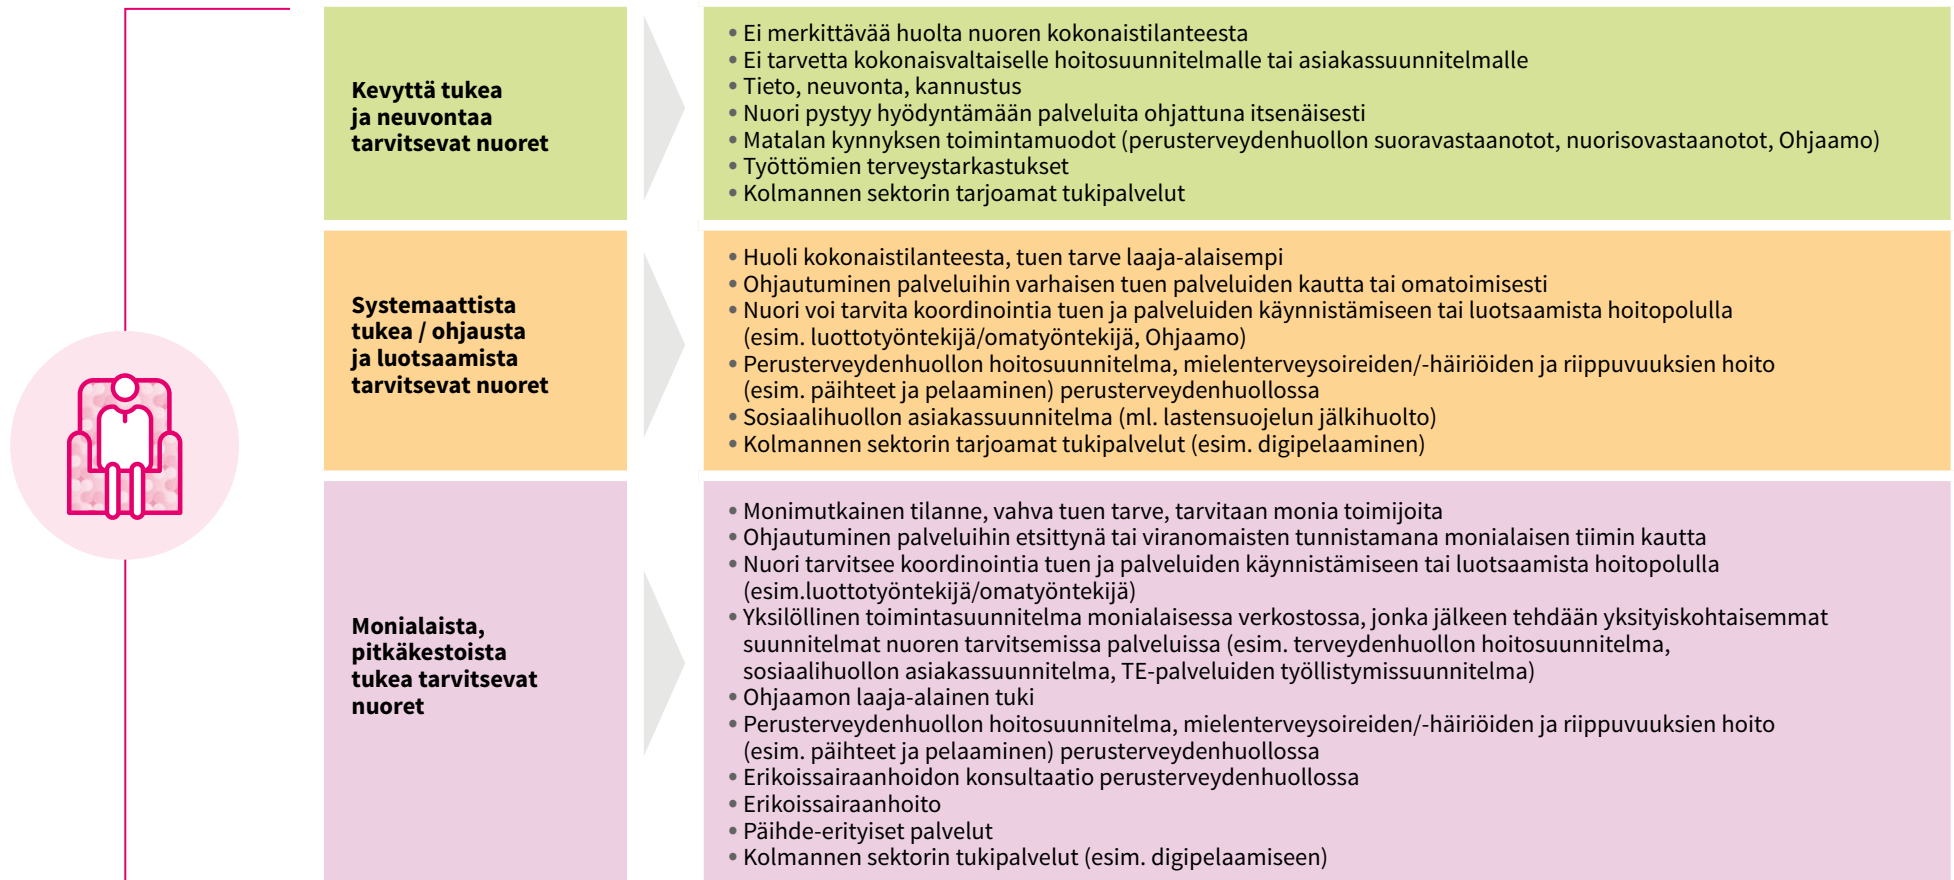 Kevyttä tukea
ja neuvontaa
tarvitsevat nuoret
• Ei merkittävää huolta nuoren kokonaistilanteesta
• Ei tarvetta kokonaisvaltaiselle hoitosuunnitelmalle tai asiakassuunnitelmalle
• Tieto, neuvonta, kannustus
• Nuori pystyy hyödyntämään palveluita ohjattuna itsenäisesti
• Matalan kynnyksen toimintamuodot (perusterveydenhuollon suoravastaanotot, nuorisovastaanotot, Ohjaamo)
• Työttömien terveystarkastukset
• Kolmannen sektorin tarjoamat tukipalvelut
Systemaattista
tukea / ohjausta
ja luotsaamista
tarvitsevat nuoret
• Huoli kokonaistilanteesta, tuen tarve laaja-alaisempi
• Ohjautuminen palveluihin varhaisen tuen palveluiden kautta tai omatoimisesti
• Nuori voi tarvita koordinointia tuen ja palveluiden käynnistämiseen tai luotsaamista hoitopolulla
(esim. luottotyöntekijä/omatyöntekijä, Ohjaamo)
• Perusterveydenhuollon hoitosuunnitelma, mielenterveysoireiden/-häiriöiden ja riippuvuuksien hoito
(esim. päihteet ja pelaaminen) perusterveydenhuollossa
• Sosiaalihuollon asiakassuunnitelma (ml. lastensuojelun jälkihuolto)
• Kolmannen sektorin tarjoamat tukipalvelut (esim. digipelaaminen)
Monialaista,
pitkäkestoista
tukea tarvitsevat
nuoret
• Monimutkainen tilanne, vahva tuen tarve, tarvitaan monia toimijoita
• Ohjautuminen palveluihin etsittynä tai viranomaisten tunnistamana monialaisen tiimin kautta
• Nuori tarvitsee koordinointia tuen ja palveluiden käynnistämiseen tai luotsaamista hoitopolulla
(esim.luottotyöntekijä/omatyöntekijä)
• Yksilöllinen toimintasuunnitelma monialaisessa verkostossa, jonka jälkeen tehdään yksityiskohtaisemmat
suunnitelmat nuoren tarvitsemissa palveluissa (esim. terveydenhuollon hoitosuunnitelma,
sosiaalihuollon asiakassuunnitelma, TE-palveluiden työllistymissuunnitelma)
• Ohjaamon laaja-alainen tuki
• Perusterveydenhuollon hoitosuunnitelma, mielenterveysoireiden/-häiriöiden ja riippuvuuksien hoito
(esim. päihteet ja pelaaminen) perusterveydenhuollossa
• Erikoissairaanhoidon konsultaatio perusterveydenhuollossa
• Erikoissairaanhoito
• Päihde-erityiset palvelut
• Kolmannen sektorin tukipalvelut (esim. digipelaamiseen)